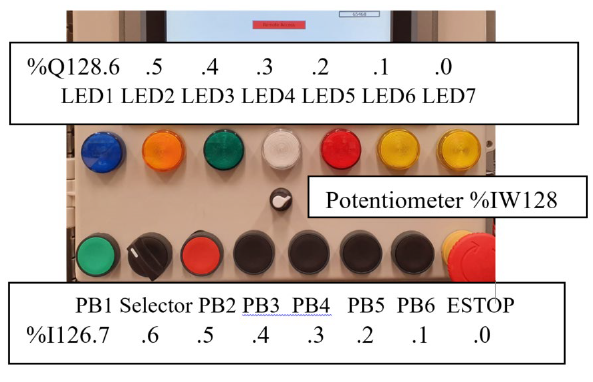 %Q128.6 .5 .4 .3 .2 .1 .0
LED1 LED2 LED3 LED4 LED5 LED6 LED7
Potentiometer %IW128
PB1 Selector PB2 PB3 PB4 PB5 PB6 ESTOP
%I126.7 .6 .5 .4 .3 .2 .1 .0